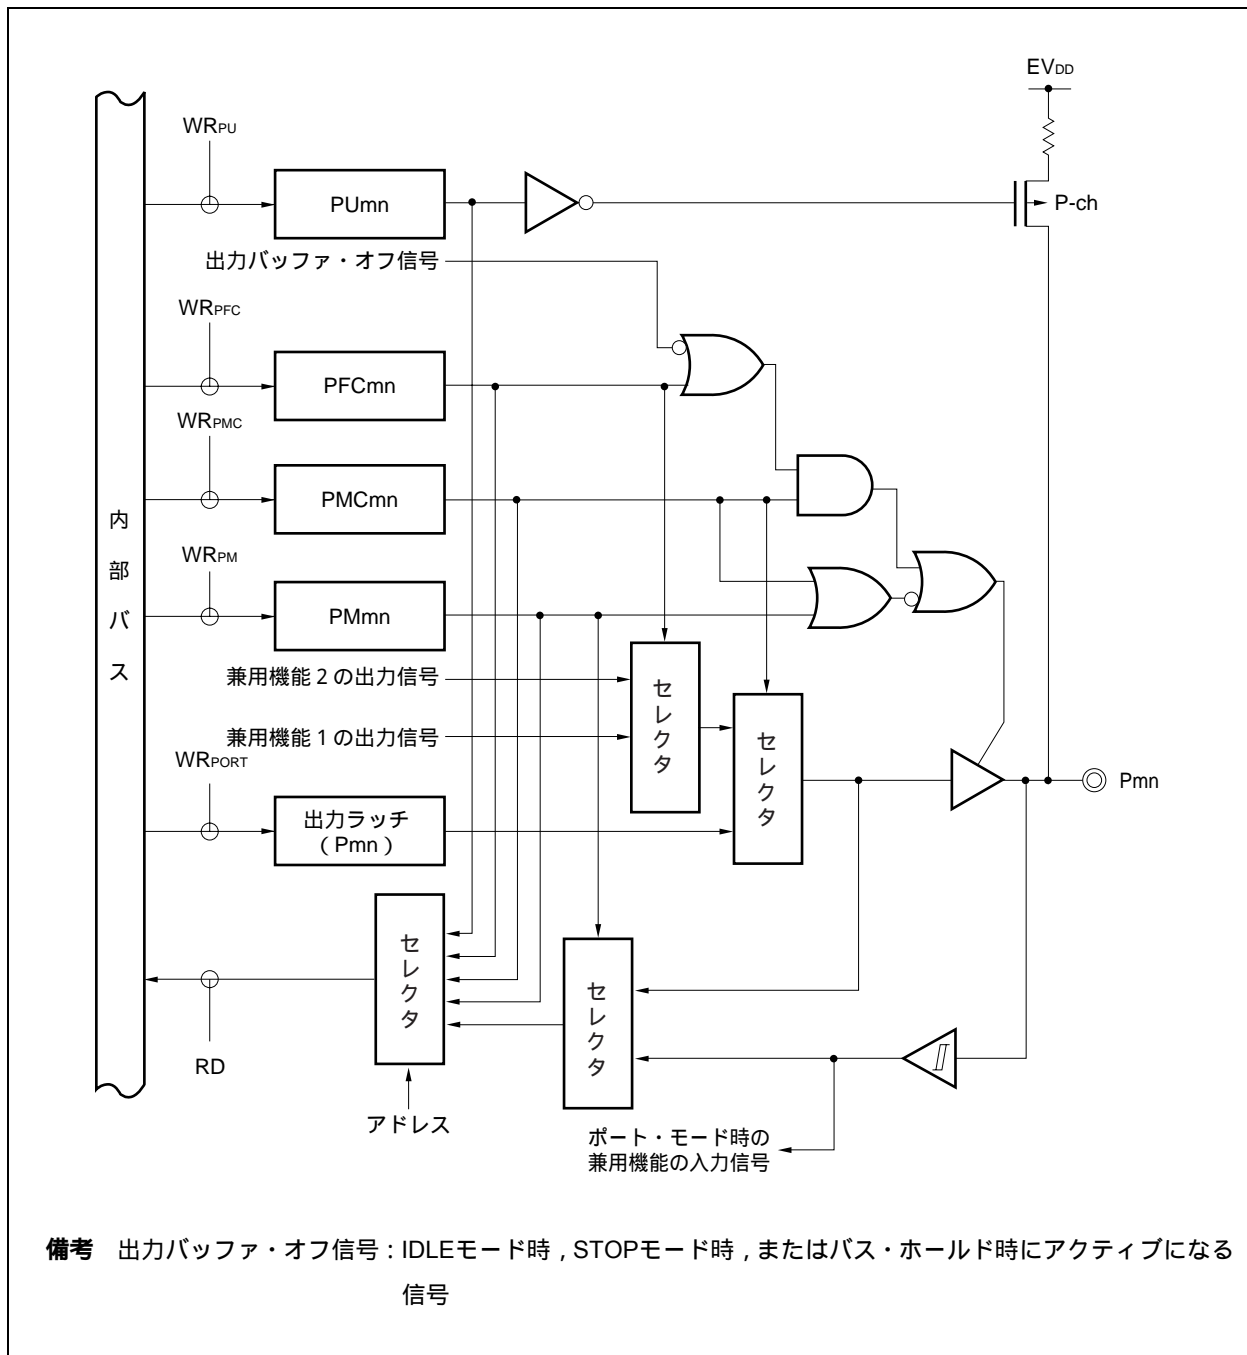 EVDD
WRPU
PUmn
P-ch
出力バッファ・オフ信号
WRPFC
PFCmn
WRPMC
PMCmn
内部バス
WRPM
PMmn
兼用機能2の出力信号
セレクタ
兼用機能1の出力信号
セレクタ
WRPORT
Pmn
出力ラッチ
(Pmn)
セレクタ
セレクタ
RD
アドレス
ポート・モード時の
兼用機能の入力信号
備考 出力バッファ・オフ信号:IDLEモード時,STOPモード時,またはバス・ホールド時にアクティブになる
信号